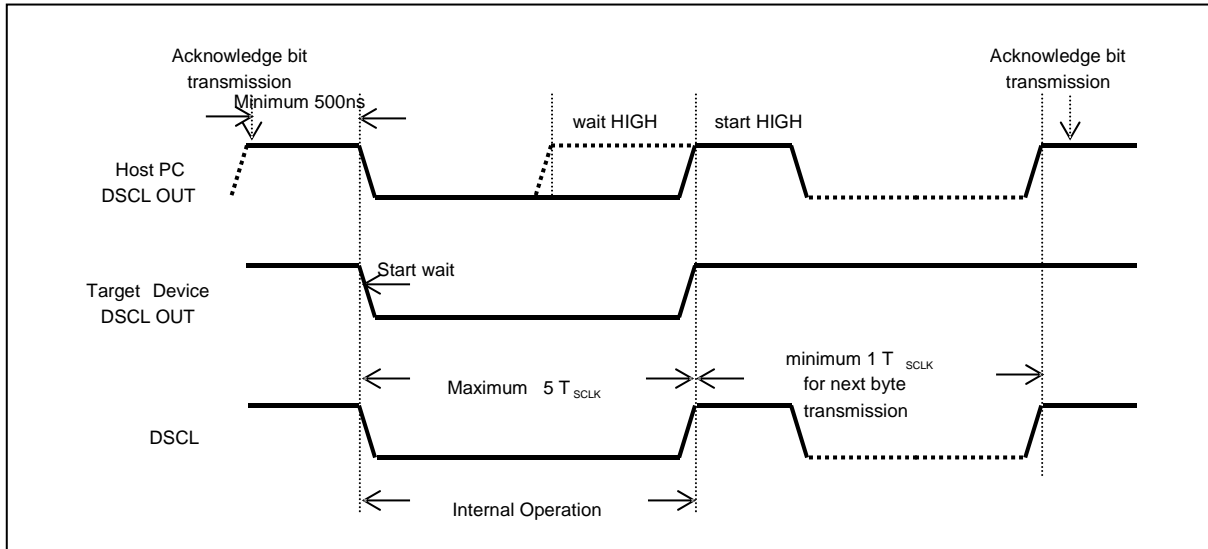 Acknowledge bit
transmission
Acknowledge bit
transmission
Minimum 500ns
wait HIGH
start HIGH
Host PC
DSCL OUT
Start wait
Target Device
DSCL OUT
Maximum 5 T SCLK
minimum 1 T SCLK
for next byte
transmission
DSCL
Internal Operation